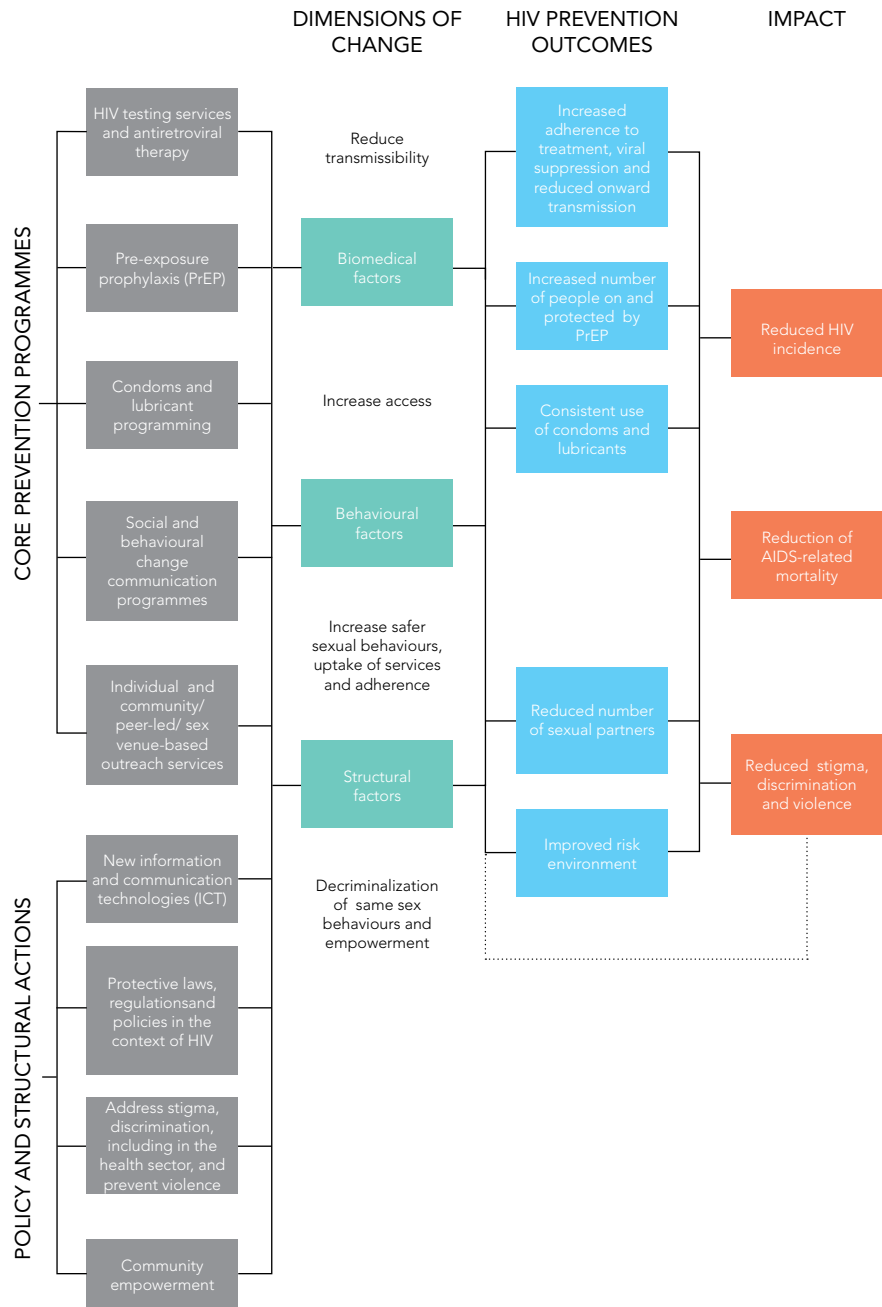 DIMENSIONS OF
CHANGE
HIV PREVENTION
OUTCOMES
IMPACT
CORE PREVENTION PROGRAMMES
HIV testing services
and antiretroviral
therapy
Pre-exposure
prophylaxis (PrEP)
Condoms and
lubricant
programming
Social and
behavioural
change
communication
programmes
Individual and
community/
peer-led/ sex
venue-based
outreach services
POLICY AND STRUCTURAL ACTIONS
New information
and communication
technologies (ICT)
Protective laws,
regulationsand
policies in the
context of HIV
Address stigma,
discrimination,
including in the
health sector, and
prevent violence
Community
empowerment
Reduce
transmissibility
Biomedical
factors
Increase access
Behavioural
factors
Increase safer
sexual behaviours,
uptake of services
and adherence
Structural
factors
Decriminalization
of same sex
behaviours and
empowerment
Increased
adherence to
treatment, viral
suppression and
reduced onward
transmission
Increased number
of people on and
protected by
PrEP
Consistent use
of condoms and
lubricants
Reduced number
of sexual partners
Improved risk
environment
Reduced HIV
incidence
Reduction of
AIDS-related
mortality
Reduced stigma,
discrimination
and violence